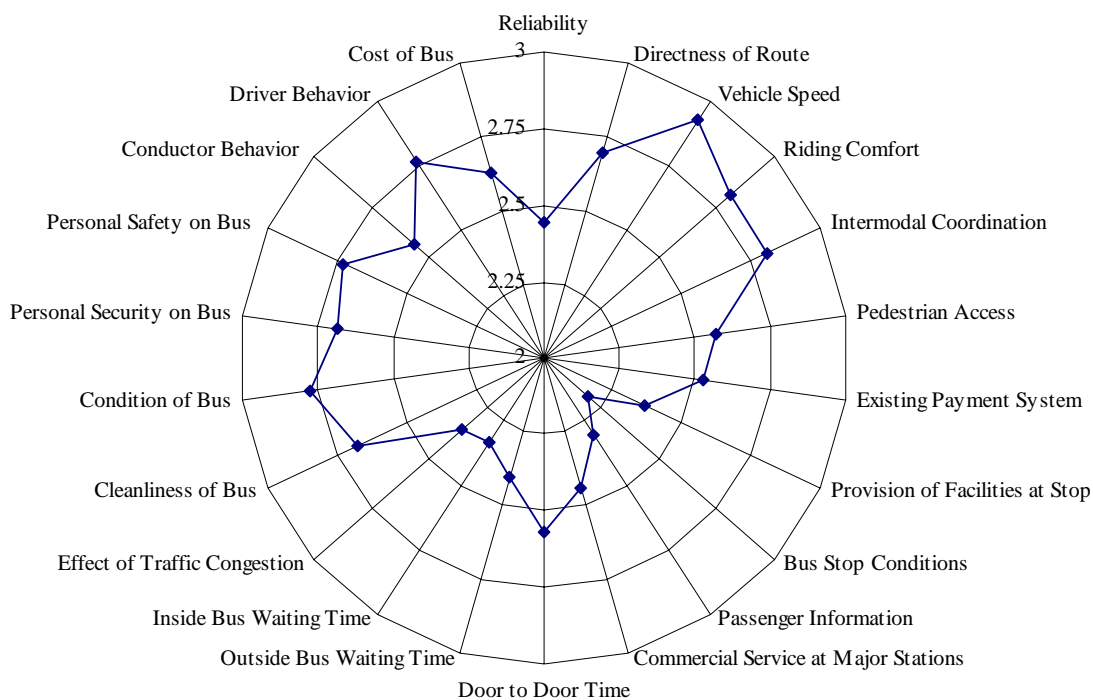 Reliability
Directness of Route
Vehicle Speed
Riding Comfort
Intermodal Coordination
Pedestrian Access
Existing Payment System
Provision of Facilities at Stop
Bus Stop Conditions
Passenger Information
Commercial Service at Major Stations
Door to Door Time
Outside Bus Waiting Time
Inside Bus Waiting Time
Effect of Traffic Congestion
Cleanliness of Bus
Condition of Bus
Personal Security on Bus
Personal Safety on Bus
Conductor Behavior
Driver Behavior
Cost of Bus
3
2.75
2.5
2.25
2